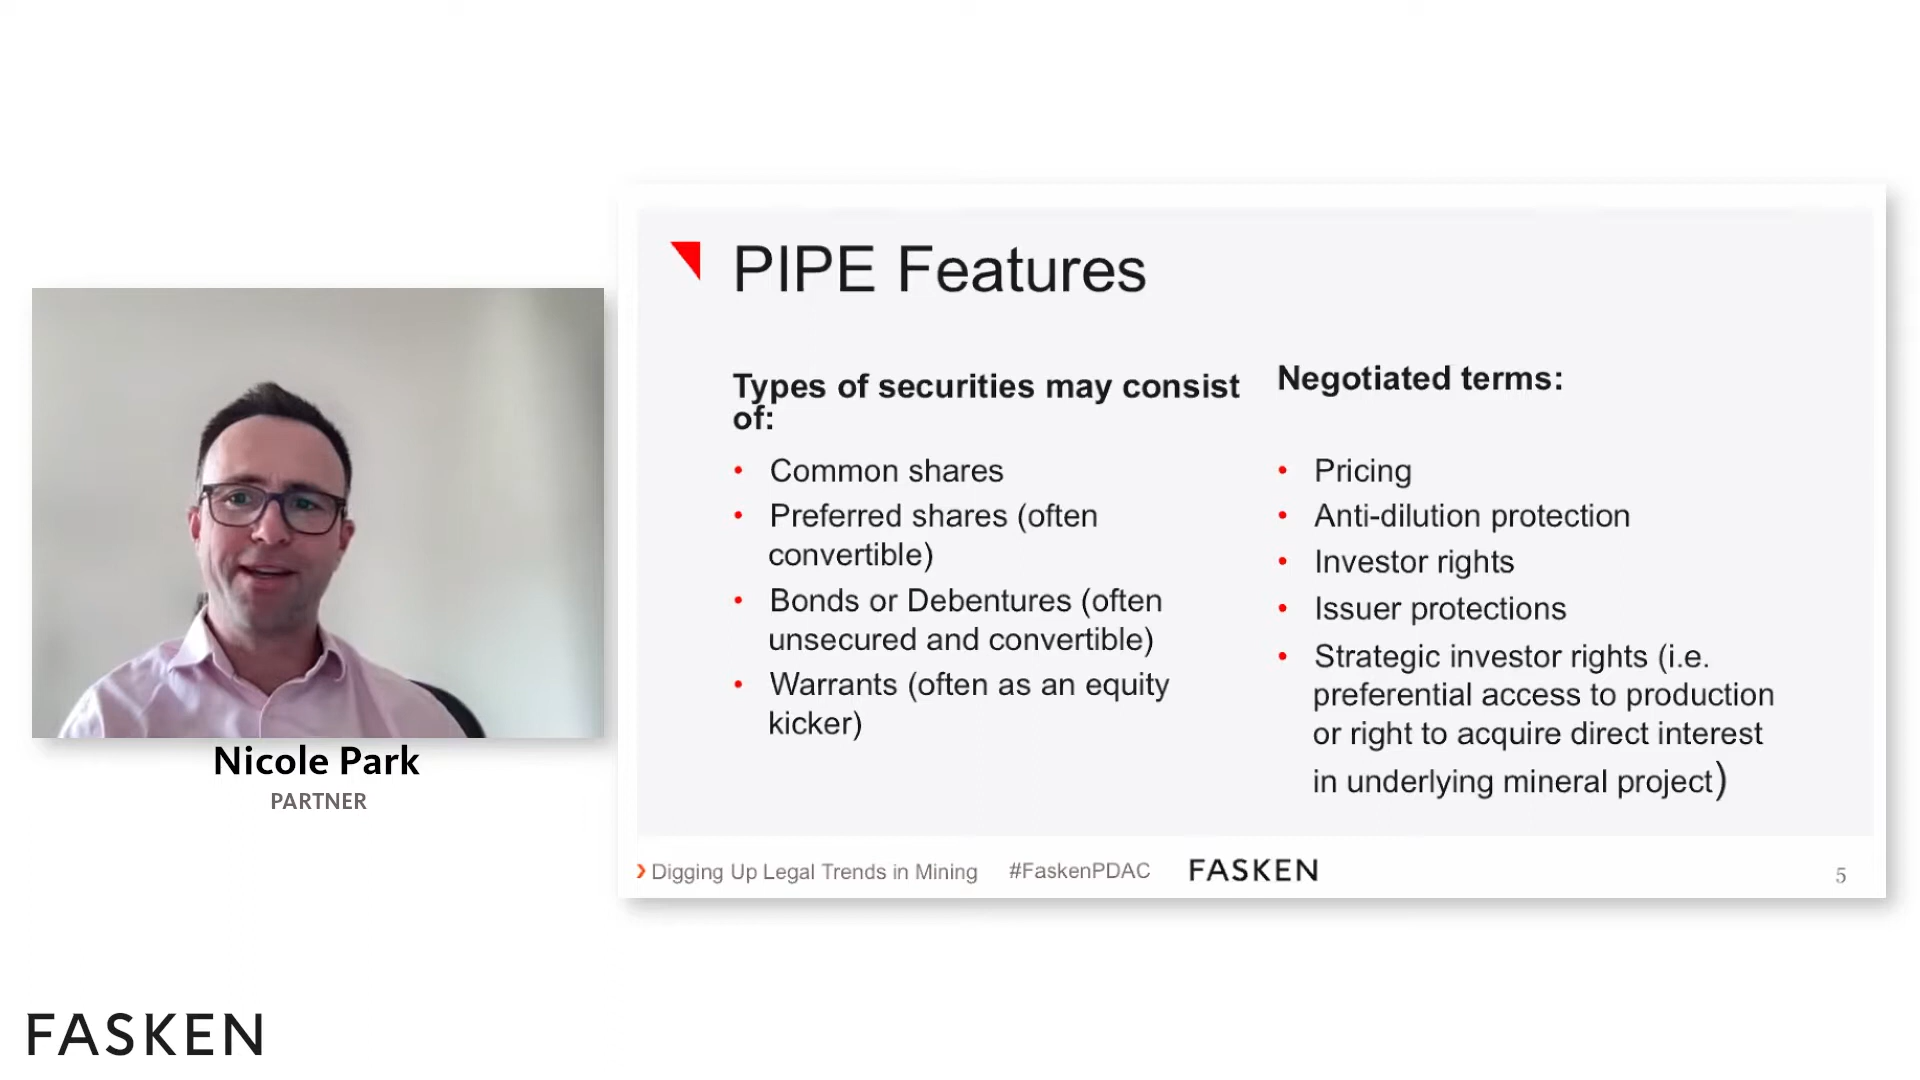 PIPE Features
Types of securities may consist
of:
• Common shares
• Preferred shares (often
convertible)
• Bonds or Debentures (often
unsecured and convertible)
• Warrants (often as an equity
kicker)
Negotiated terms:
• Pricing
• Anti-dilution protection
• Investor rights
• Issuer protections
• Strategic investor rights (i.e.
preferential access to production
or right to acquire direct interest
in underlying mineral project)
Digging Up Legal Trends in Mining #FaskenPDAC FASKEN 5
Nicole Park
PARTNER
FASKEN